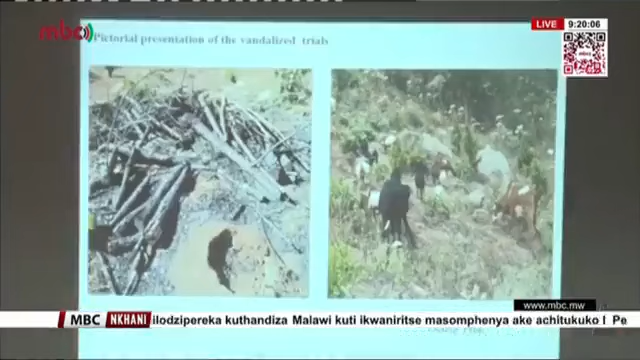 mbc
LIVE 9:20:06
Pictorial presentation of the vandalized trials
www.mbc.mw
MBC NKHANI ilodzipereka kuthandiza Malawi kuti ikwaniritse masomphenya ake achitukuko Pe